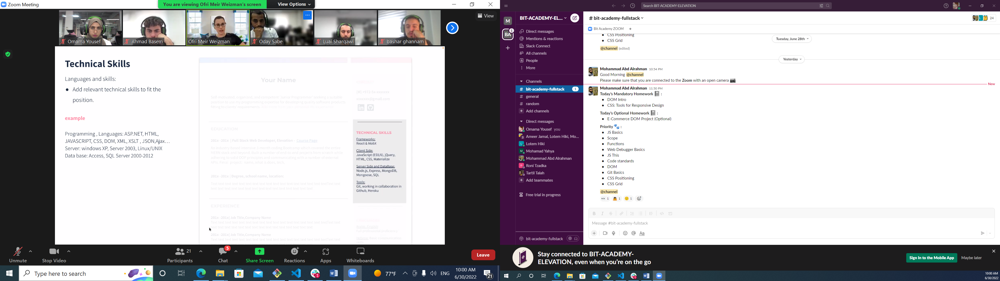 Zoom Meeting
You are viewing Ofri Meir Weizman's screen
View Options
View
Omama Yousef
Ahmad Basem
Ofri Meir Weizman
Oday Sabe
Luai Sharqawi
bashar ghannam
Technical Skills
Languages and skills:
● Add relevant technical skills to fit the
position.
example
Programming , Languages: ASP.NET, HTML,
JAVASCRIPT, CSS, DOM, XML, XSLT , JSON,Ajax…
Server: windows XP, Server 2003, Linux/UNIX
Data base: Access, SQL Server 2000-2012
Your Name
Self-motivated, organized, and competent 'Junior Programmer' seeking a suitable
position to use my programming expertise for developing quality software products
fitting to clients' requirements.
EDUCATION
201x -201x | Full Stack Web Developer, Elevation - Course Page
An industry-based intensive 3 month coding Bootcamp which covered the entire
MERN stack and beyond. Built a number of end-to-end projects from scratch while
adhering to solid OOP principles and communicating with a number of external
APIs. Final project: name, what is does, tech,
201x -201x | Degree, school name, location:
Text text text text text text text text text text text text text text text textText text
text text text text text text text text text text text text text text text
EXPERIENCE
201x -201x| Job Title,Company Name
Text text text text text text text text text text text text text text text textText text
text text text text text text text text text text text text text text text
201x -201x| Job Title,Company Name
Text text text text text text text text text text text text text text text textText text
CONTACT
(M) +972-5x-xxxxxxx
xxxxxxx@gmail.com
TECHNICAL SKILLS
Frameworks:
React & MobX
Client Side:
JavaScript (ES5/6), jQuery,
HTML, CSS, Materialize
Server Side and DataBase:
Node.js, Express, MongoDB,
Mongoose, SQL
Tools:
Git, working in collaboration in
Github, Heroku
Full professional proficiency
Basic communication
skills
Unmute
Stop Video
21
Participants
5
Chat
Share Screen
Reactions
Apps
Whiteboards
Leave
Type here to search
1
77°F
ENG
10:00 AM
6/30/2022
21
Search BIT-ACADEMY-ELEVATION
M
BA
1
BIT-ACADEMY-EL...
Direct messages
Mentions & reactions
Slack Connect
All channels
People
More
Channels
# bit-academy-fullstack 1
# general
# random
+ Add channels
Direct messages
Omama Yousef you
3 Ameer Jamal, Lotem Hiki, Mo...
L Lotem Hiki
M Mohamad Yahya
Mohammad Abd Alrahman
R Roni Tzadka
Tartil Talah
+ Add teammates
Free trial in progress
bit-academy-fullstack
# bit-academy-fullstack
L
24
Bit Academy ZOOM +
● CSS Positioning
Tuesday, June 28th
● CSS Grid
@channel (edited)
Yesterday
Mohammad Abd Alrahman 10:54 PM
Good Morning @channel
Please make sure that you are connected to the Zoom with an open camera 📷
New
Mohammad Abd Alrahman 11:50 PM
Today's Mandatory Homework 📓 :
● DOM Intro
● CSS: Tools for Responsive Design
Today's Optional Homework 📓 :
● E-Commerce DOM Project (Optional)
Priority 🐾 :
● JS Basics
● Scope
● Functions
● Web Debugger Basics
● JS This
● Code standards
● DOM
● Git Basics
● CSS Positioning
● CSS Grid
@channel
👀 1 🙇 1 🙂 1
Message #bit-academy-fullstack
Aa
Stay connected to BIT-ACADEMY-
ELEVATION, even when you're on the go
Sign In to the Mobile App
Maybe later
10:00 AM
6/30/2022